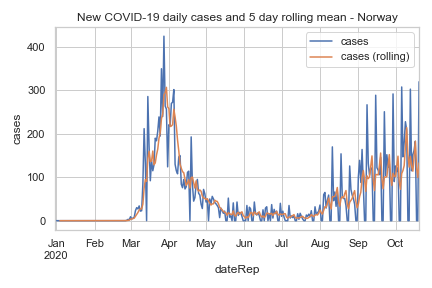 New COVID-19 daily cases and 5 day rolling mean - Norway
cases
cases (rolling)
400
300
200
100
0
cases
Jan Feb Mar Apr May Jun Jul Aug Sep Oct
2020
dateRep